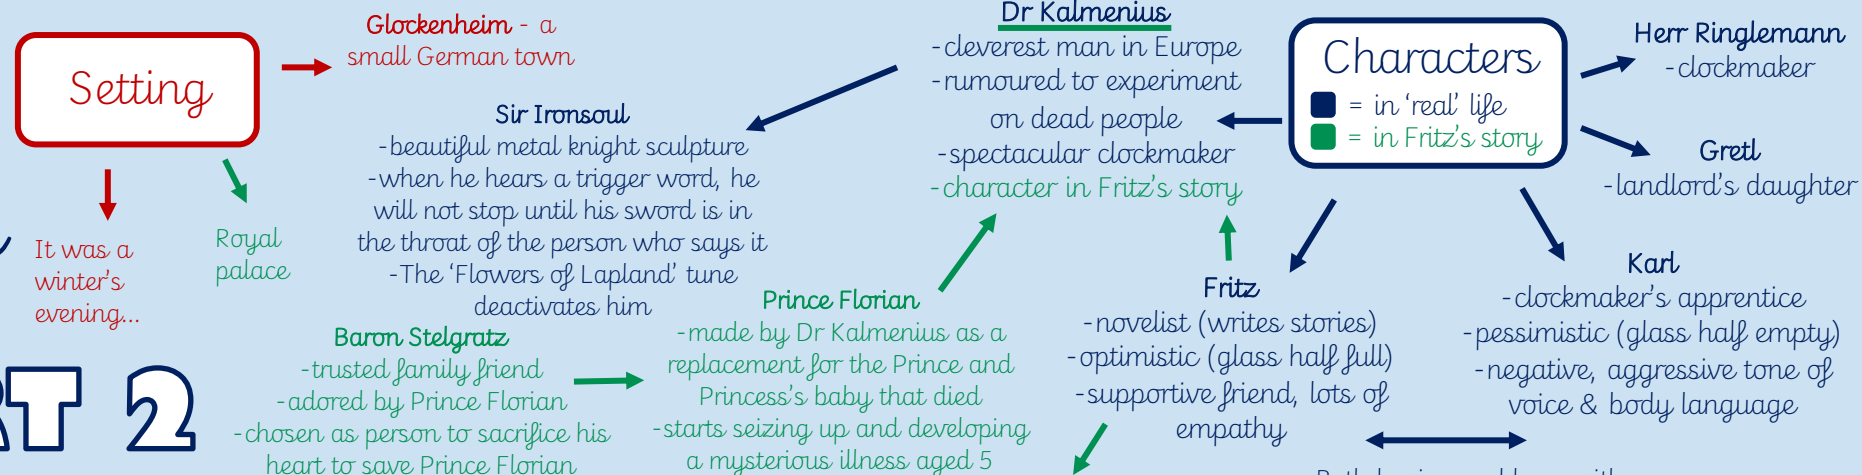 Setting
Glockenheim - a
small German town
It was a
winter's
evening...
Royal
palace
Sir Ironsoul
-beautiful metal knight sculpture
-when he hears a trigger word, he
will not stop until his sword is in
the throat of the person who says it
-The 'Flowers of Lapland' tune
deactivates him
Dr Kalmenius
-cleverest man in Europe
-rumoured to experiment
on dead people
-spectacular clockmaker
-character in Fritz's story
Characters
= in 'real' life
= in Fritz's story
Herr Ringlemann
-clockmaker
Gretl
-landlord's daughter
Baron Stelgratz
-trusted family friend
-adored by Prince Florian
-chosen as person to sacrifice his
heart to save Prince Florian
Prince Florian
-made by Dr Kalmenius as a
replacement for the Prince and
Princess's baby that died
-starts seizing up and developing
a mysterious illness aged 5
Fritz
-novelist (writes stories)
-optimistic (glass half full)
-supportive friend, lots of
empathy
Karl
-clockmaker's apprentice
-pessimistic (glass half empty)
-negative, aggressive tone of
voice & body language
T 2